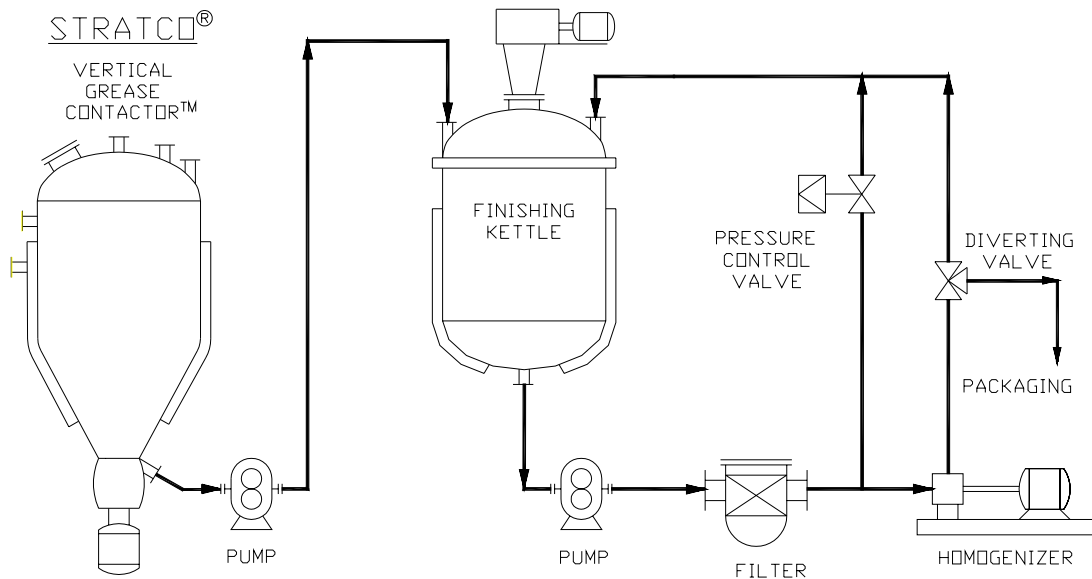 STRATCO®
VERTICAL
GREASE
CONTACTOR™
FINISHING
KETTLE
PRESSURE
CONTROL
VALVE
DIVERTING
VALVE
PACKAGING
PUMP
PUMP
FILTER
HOMOGENIZER